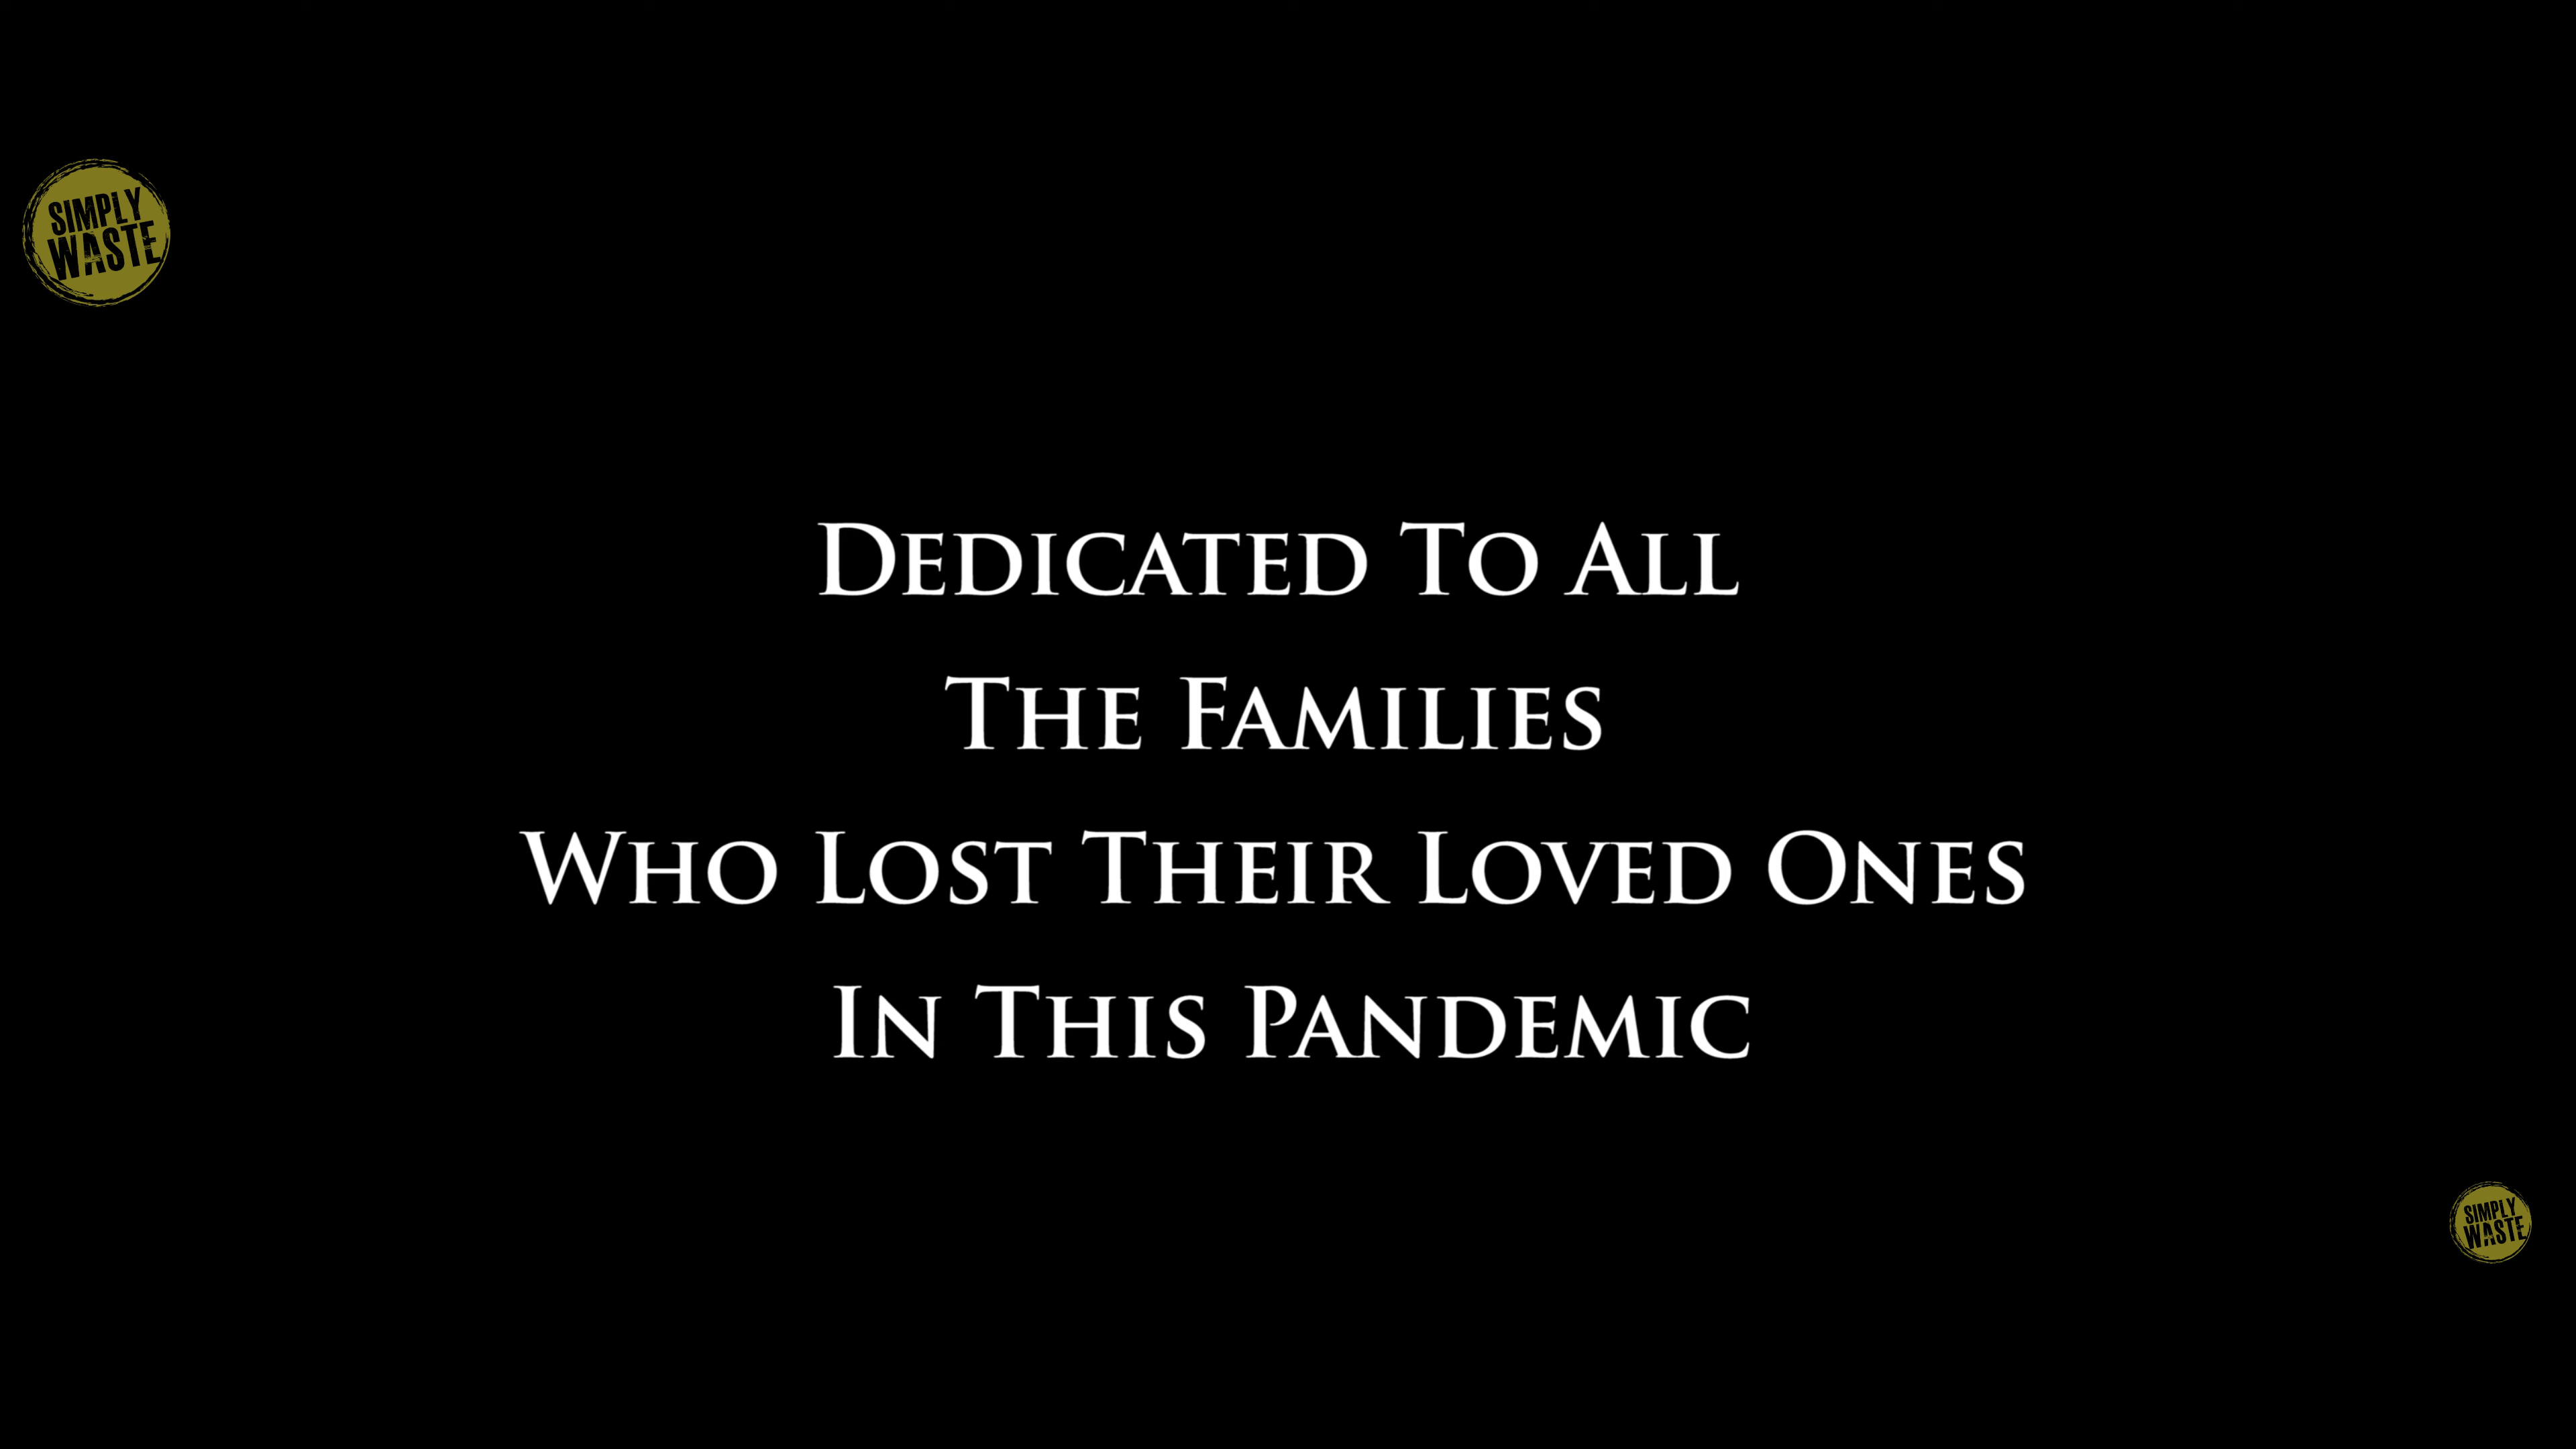 SIMPLY
WASTE
Dedicated To All
The Families
Who Lost Their Loved Ones
In This Pandemic
SIMPLY
WASTE